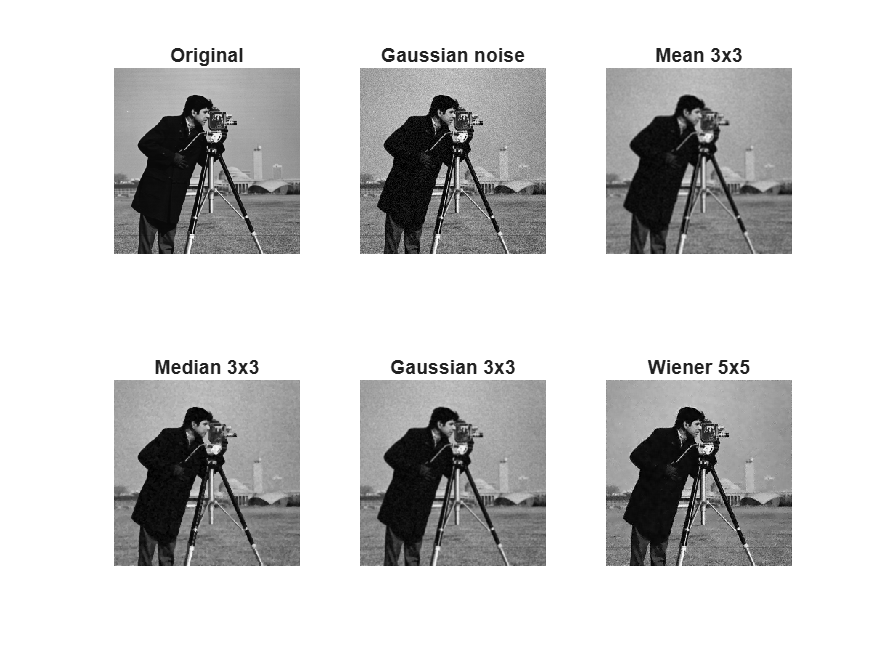 Original
Gaussian noise
Mean 3x3
Median 3x3
Gaussian 3x3
Wiener 5x5